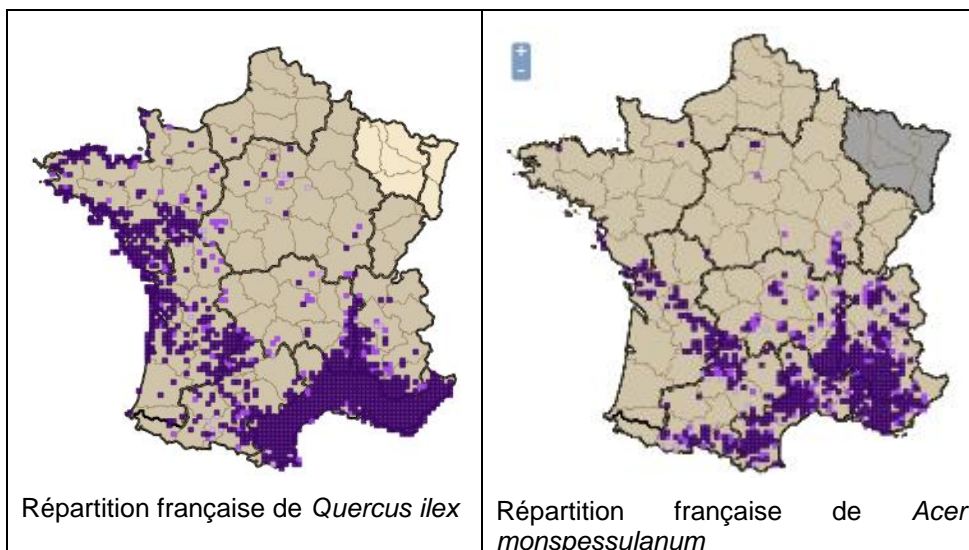 +
−
Répartition française de Quercus ilex
Répartition française de Acer
monspessulanum